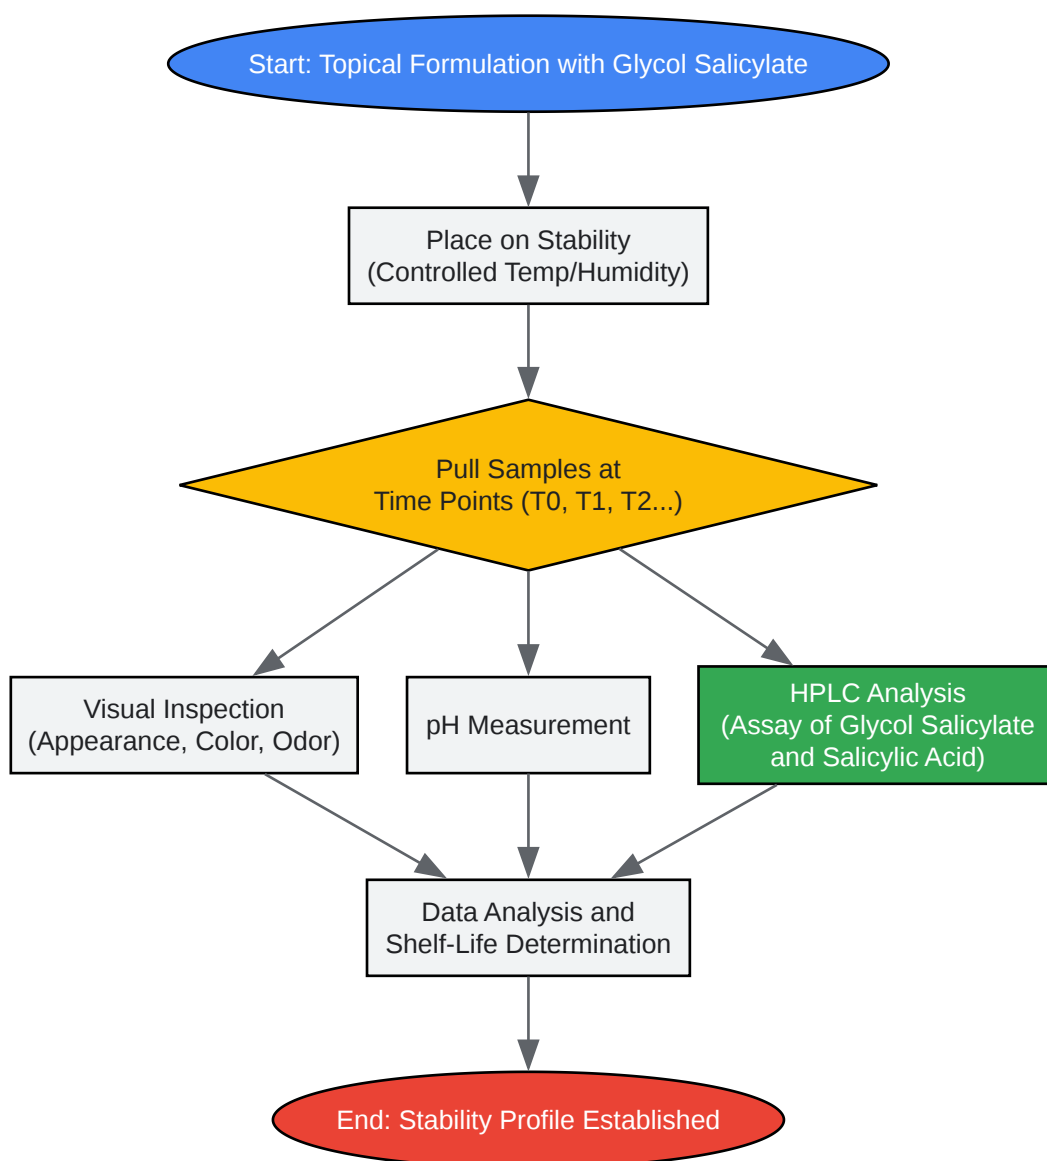 Start: Topical Formulation with Glycol Salicylate
Place on Stability
(Controlled Temp/Humidity)
Pull Samples at
Time Points (T0, T1, T2...)
Visual Inspection
(Appearance, Color, Odor)
pH Measurement
HPLC Analysis
(Assay of Glycol Salicylate
and Salicylic Acid)
Data Analysis and
Shelf-Life Determination
End: Stability Profile Established